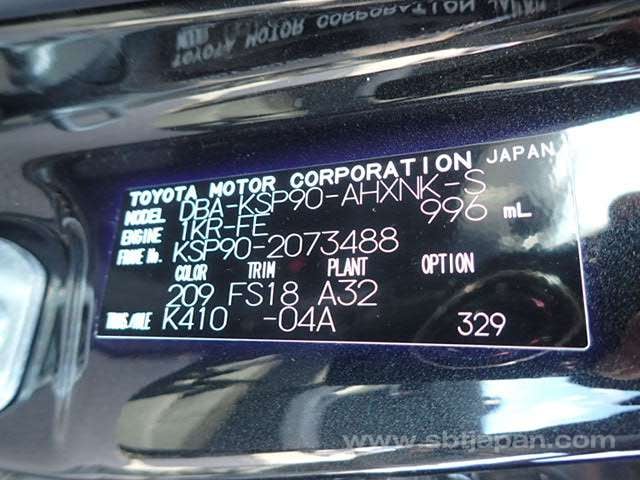 TOYOTA MOTOR CORPORATION JAPAN
MODEL DBA-KSP90-AHXNK-S
ENGINE 1KR-FE 996 mL
FRAME No. KSP90-2073488
COLOR TRIM PLANT OPTION
209 FS18 A32
TRANS/AXLE K410 -04A 329
www.sbtjapan.com